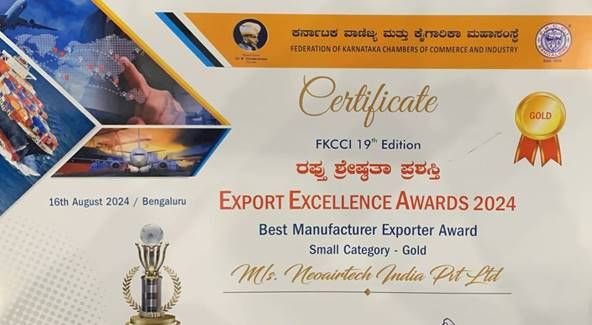 ಕರ್ನಾಟಕ ವಾಣಿಜ್ಯ ಮತ್ತು ಕೈಗಾರಿಕಾ ಮಹಾಸಂಸ್ಥೆ
FEDERATION OF KARNATAKA CHAMBERS OF COMMERCE AND INDUSTRY
Certificate
GOLD
FKCCI 19th Edition
ರಫ್ತು ಶ್ರೇಷ್ಠತಾ ಪ್ರಶಸ್ತಿ
16th August 2024 / Bengaluru
EXPORT EXCELLENCE AWARDS 2024
Best Manufacturer Exporter Award
Small Category - Gold
M/s. Neoairtech India Pvt Ltd